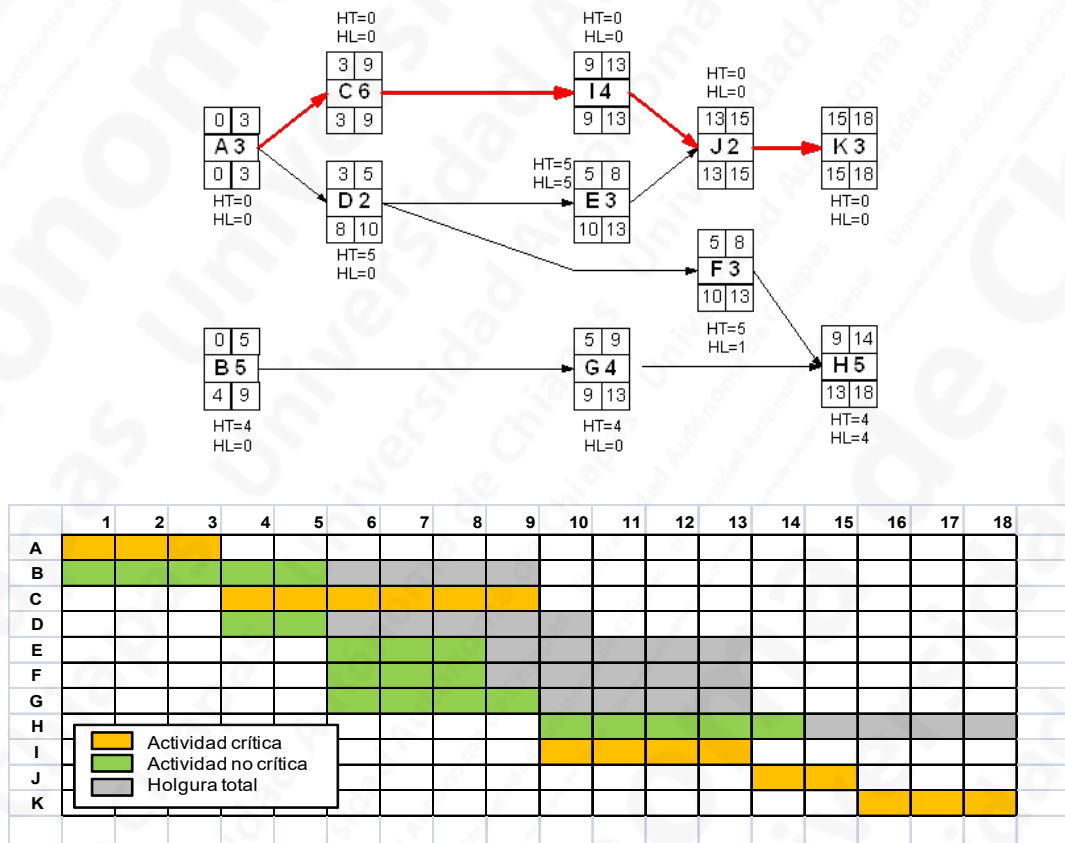 HT=0
HL=0
3 9
C 6
3 9
HT=0
HL=0
9 13
I 4
9 13
HT=0
HL=0
13 15
J 2
13 15
15 18
K 3
15 18
HT=0
HL=0
0 3
A 3
0 3
HT=0
HL=0
3 5
D 2
8 10
HT=5
HL=0
HT=5
HL=5
5 8
E 3
10 13
5 8
F 3
10 13
HT=5
HL=1
0 5
B 5
4 9
HT=4
HL=0
5 9
G 4
9 13
HT=4
HL=0
9 14
H 5
13 18
HT=4
HL=4
1 2 3 4 5 6 7 8 9 10 11 12 13 14 15 16 17 18
A
B
C
D
E
F
G
H
I
J
K
Actividad crítica
Actividad no crítica
Holgura total